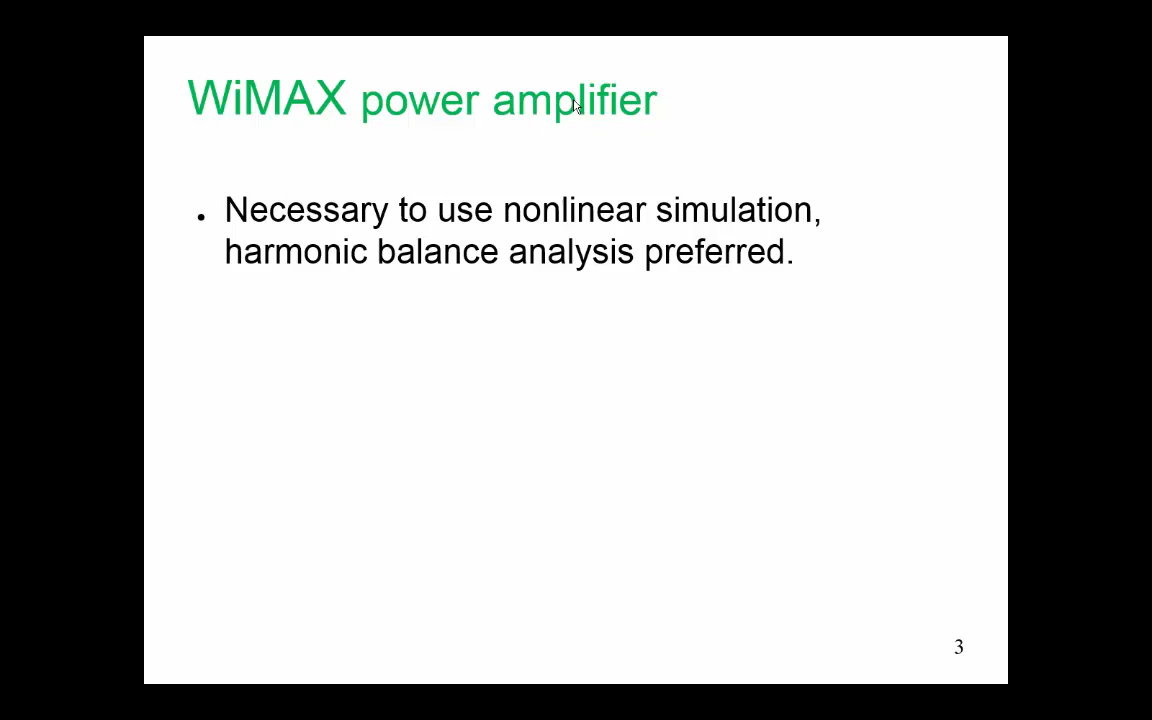 WiMAX power amplifier
• Necessary to use nonlinear simulation,
harmonic balance analysis preferred.
3